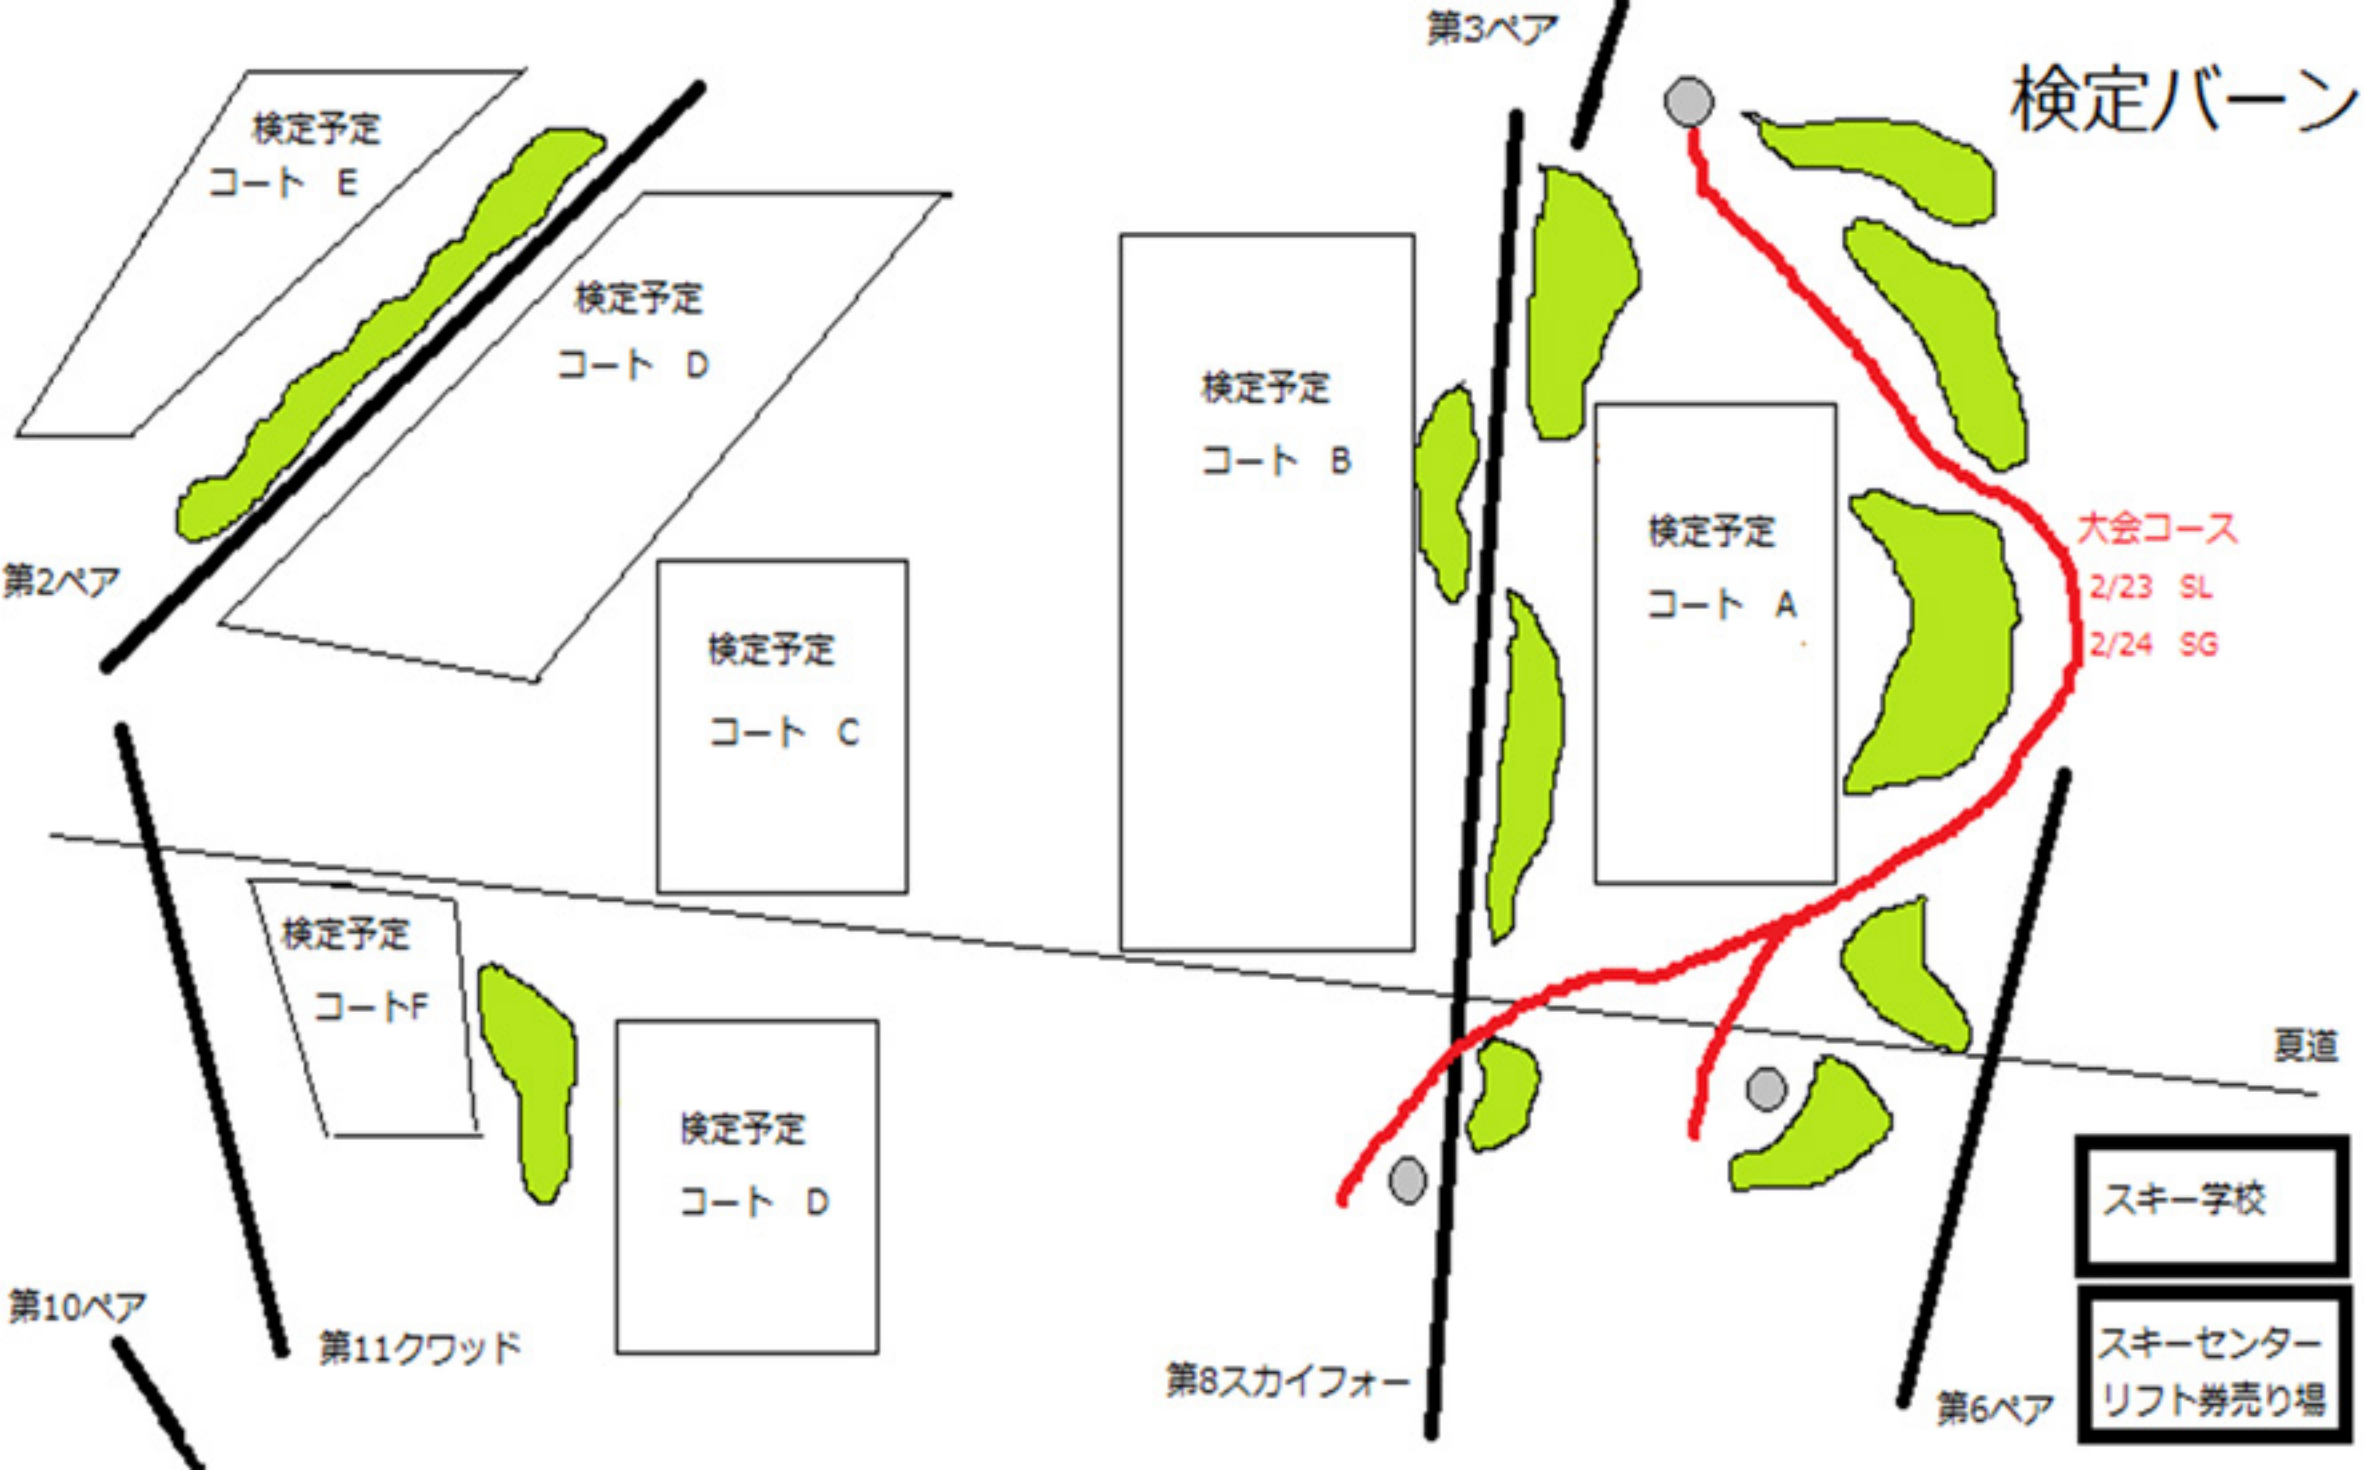 第3ペア
検定バーン
検定予定
コート E
検定予定
コート D
検定予定
コート B
検定予定
コート A
大会コース
2/23 SL
2/24 SG
第2ペア
検定予定
コート C
検定予定
コートF
検定予定
コート D
夏道
スキー学校
スキーセンター
リフト券売り場
第10ペア
第11クワッド
第8スカイフォー
第6ペア